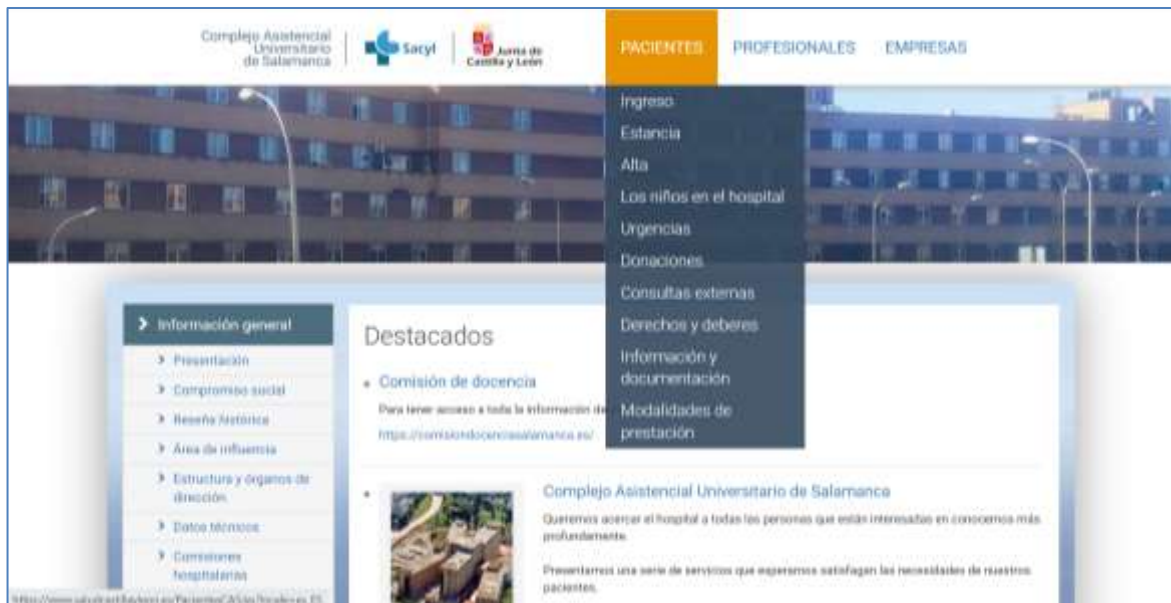 Complejo Asistencial
Universitario
de Salamanca
Sacyl
Junta de
Castilla y León
PACIENTES
PROFESIONALES
EMPRESAS
Ingreso
Estancia
Alta
Los niños en el hospital
Urgencias
Donaciones
Consultas externas
Derechos y deberes
Información y
documentación
Modalidades de
prestación
Información general
Presentación
Compromiso social
Reseña histórica
Área de influencia
Estructura y órganos de
dirección
Datos técnicos
Comisiones
hospitalarias
Destacados
Comisión de docencia
Para tener acceso a toda la información de
https://comisiondocenciasalamanca.es/
Complejo Asistencial Universitario de Salamanca
Queremos acercar el hospital a todas las personas que están interesadas en conocernos más
profundamente.
Presentamos una serie de servicios que esperamos satisfagan las necesidades de nuestros
pacientes.